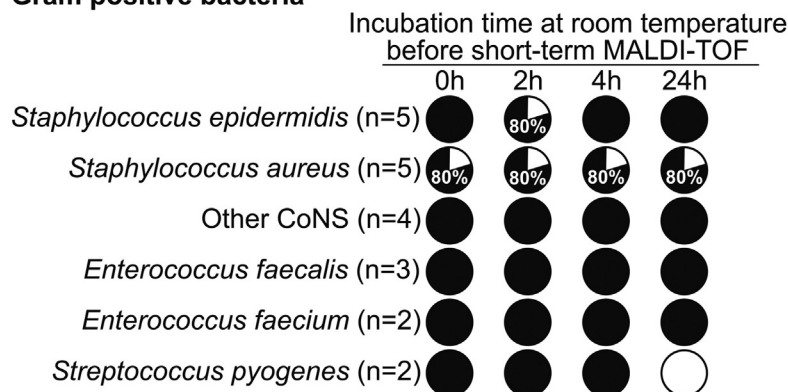 Gram positive bacteria
Incubation time at room temperature
before short-term MALDI-TOF
0h 2h 4h 24h
Staphylococcus epidermidis (n=5) 80%
Staphylococcus aureus (n=5) 80% 80% 80% 80%
Other CoNS (n=4)
Enterococcus faecalis (n=3)
Enterococcus faecium (n=2)
Streptococcus pyogenes (n=2)